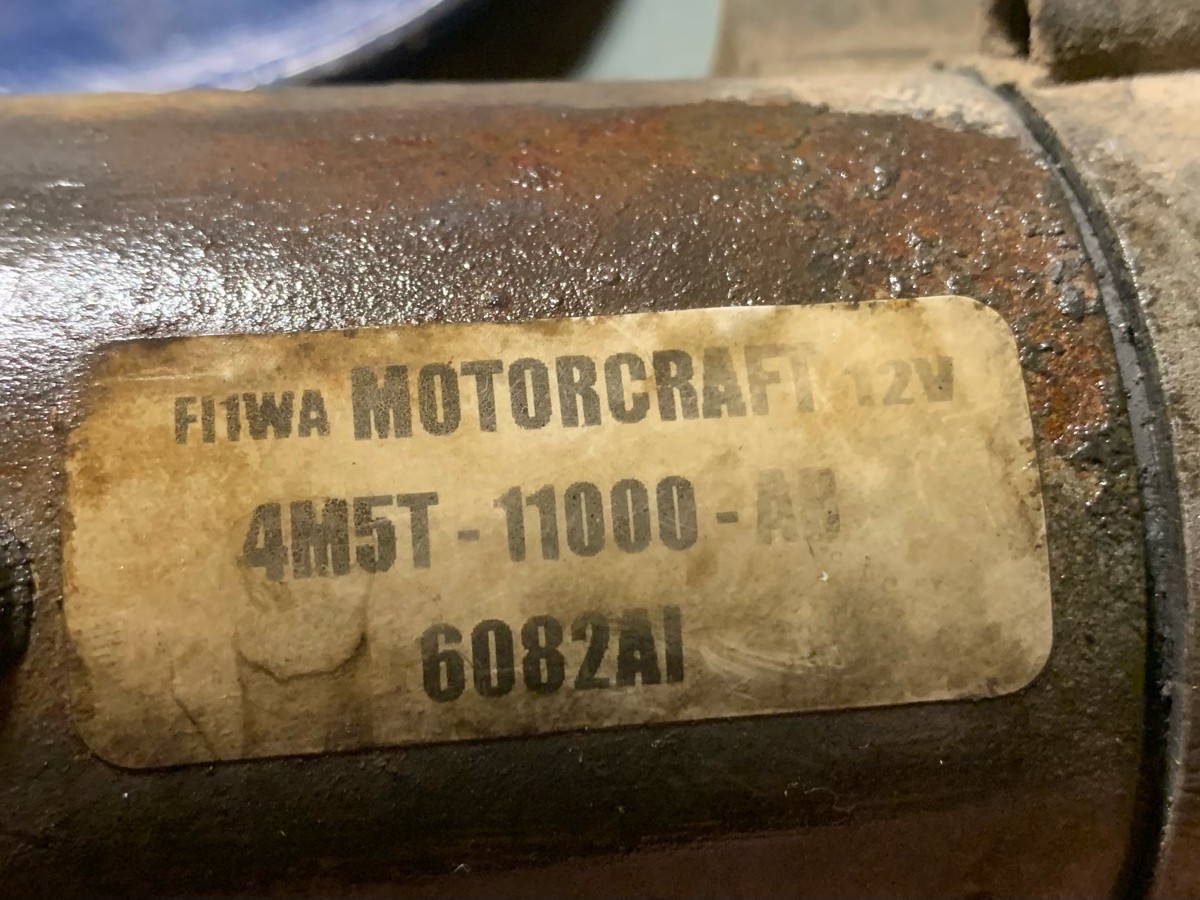 FI1WA MOTORCRAFT 12V
4M5T - 11000 -
6082AI